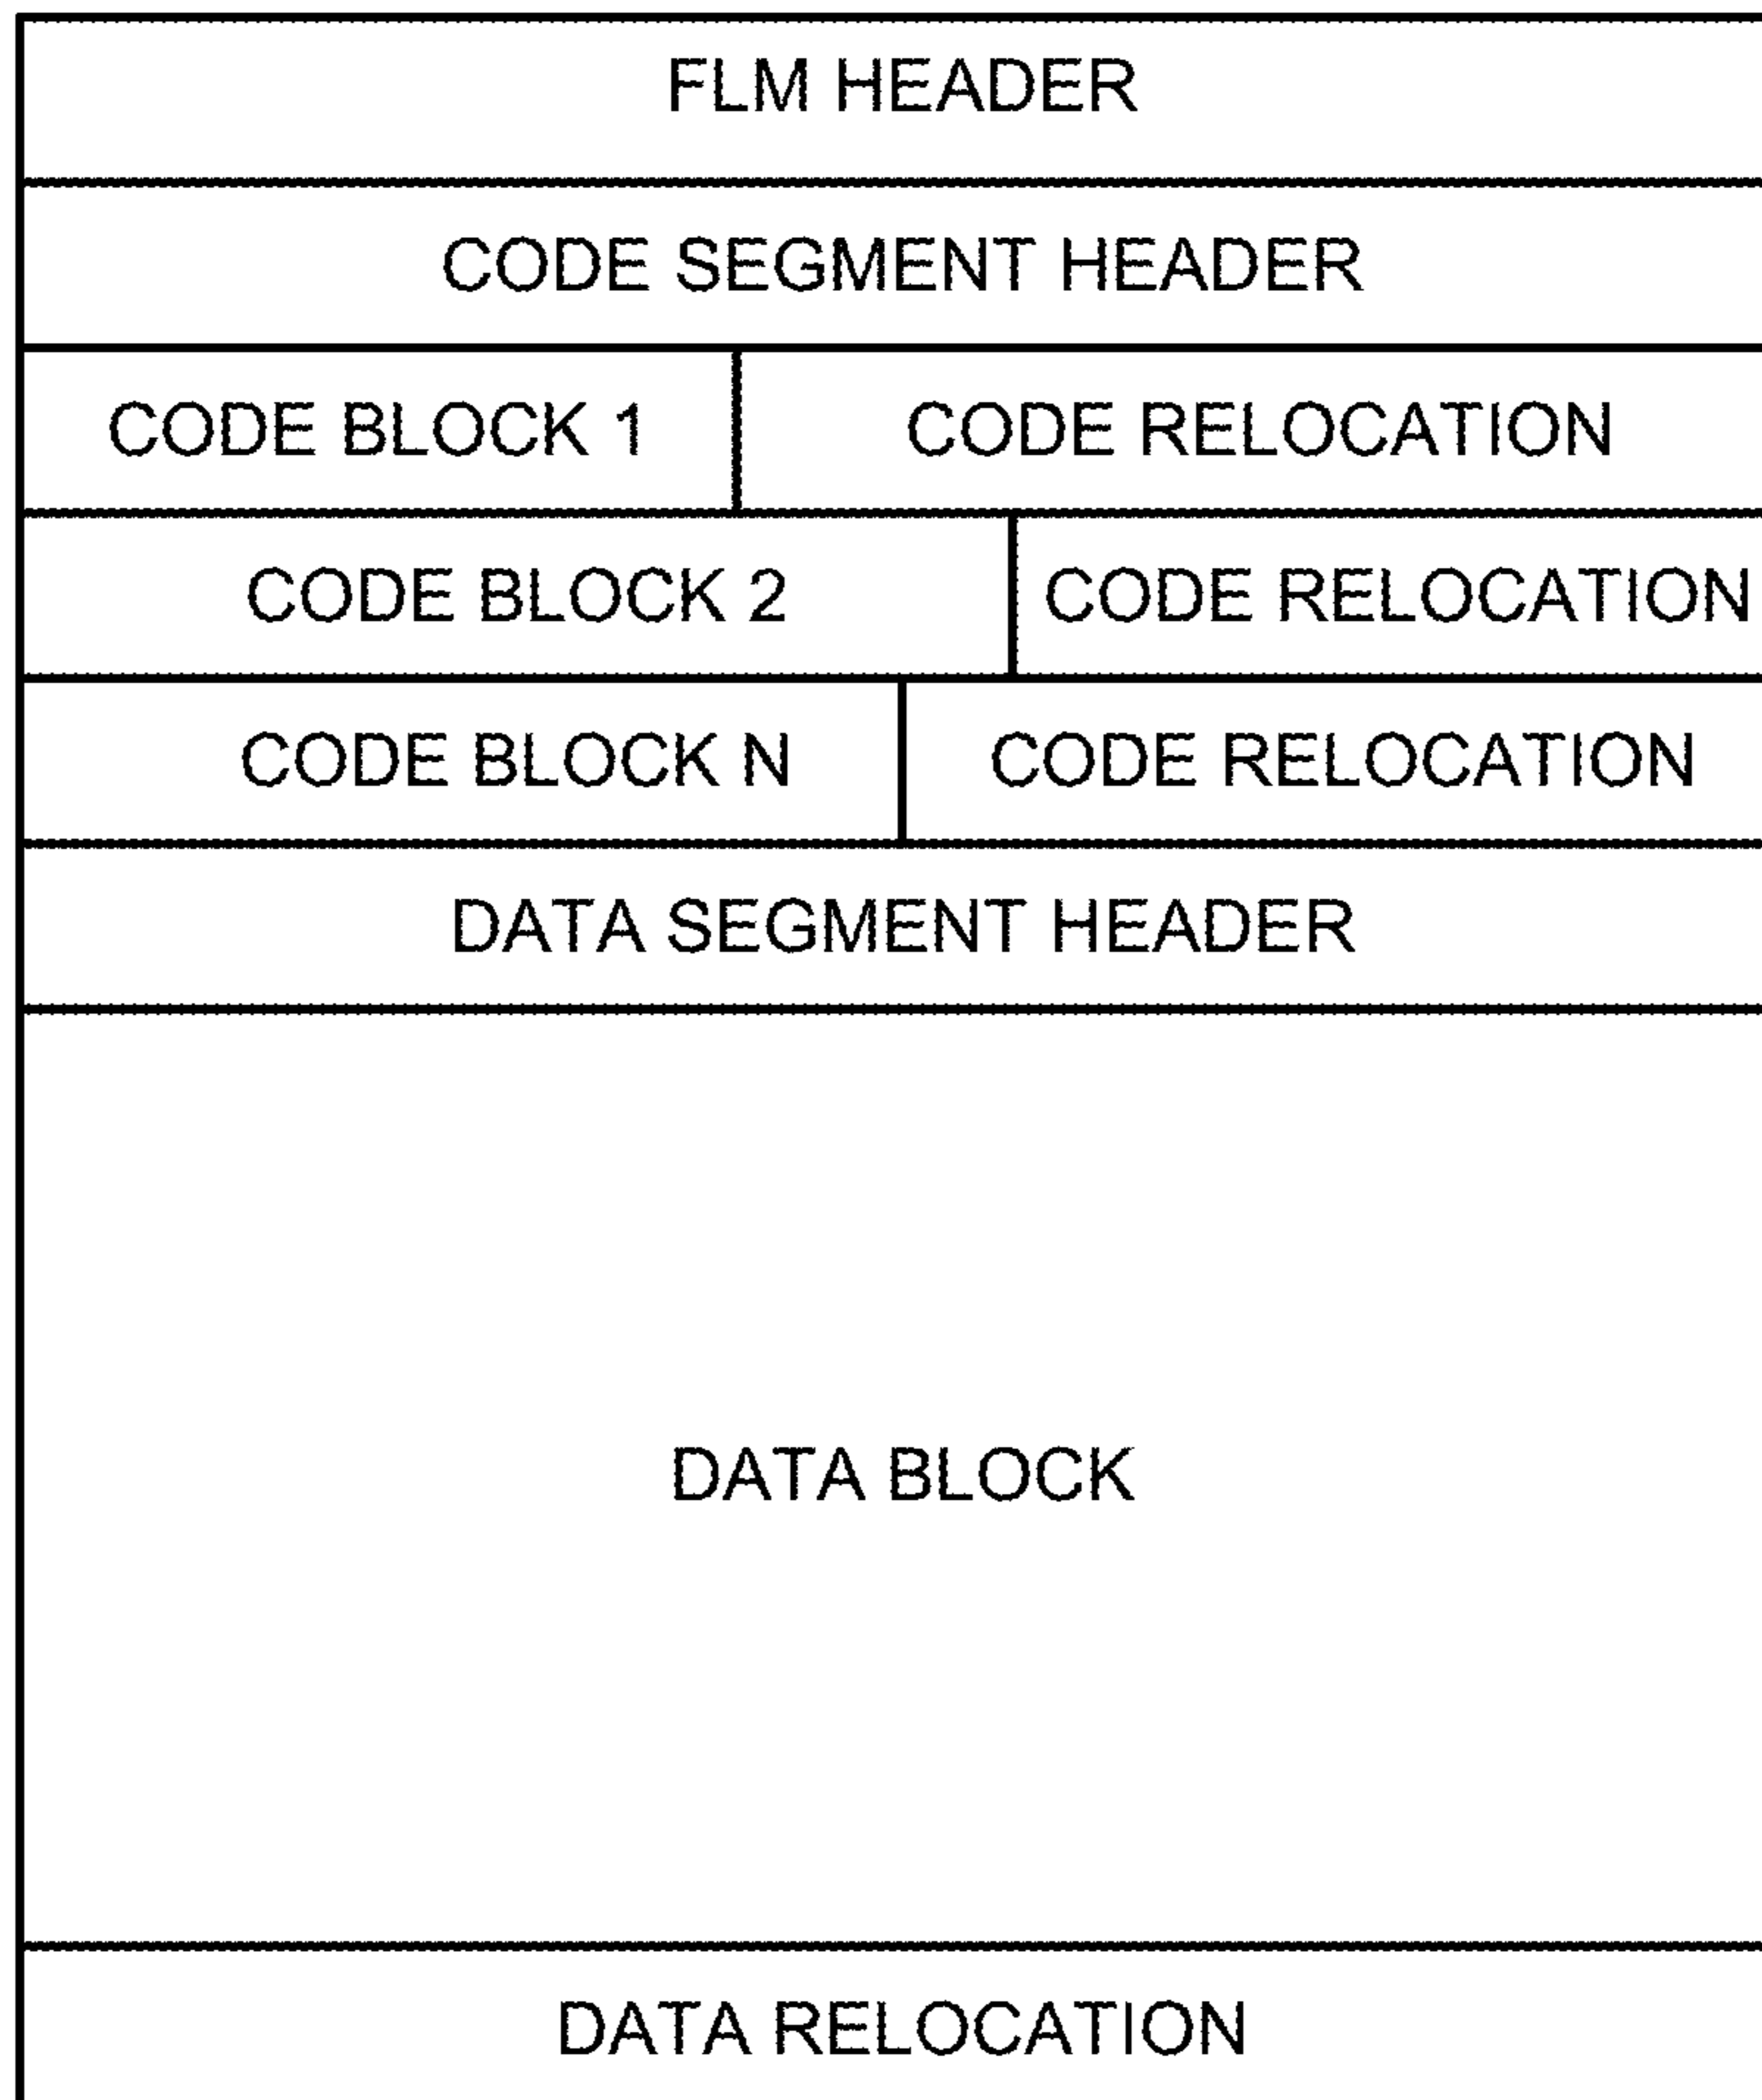 FLM HEADER
CODE SEGMENT HEADER
CODE BLOCK 1 CODE RELOCATION
CODE BLOCK 2 CODE RELOCATION
CODE BLOCK N CODE RELOCATION
DATA SEGMENT HEADER
DATA BLOCK
DATA RELOCATION